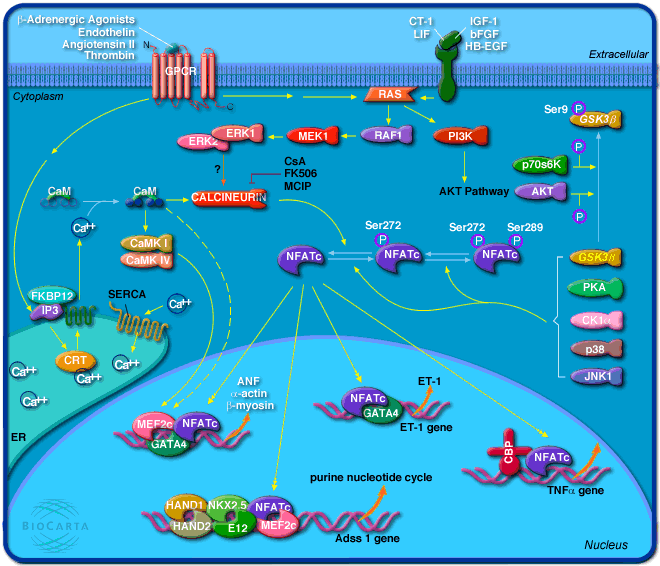 β-Adrenergic Agonists
Endothelin
Angiotensin II
Thrombin
N
GPCR
C
CT-1
LIF
IGF-1
bFGF
HB-EGF
Extracellular
Cytoplasm
RAS
ERK1
ERK2
MEK1
RAF1
PI3K
AKT Pathway
Ser9
P
GSK3β
P
p70s6K
AKT
P
?
CsA
FK506
MCIP
CALCINEURIN
CaM
CaM
Ca++
CaMK I
CaMK IV
Ser272
P
Ser272
Ser289
P
P
NFATc
NFATc
NFATc
GSK3β
PKA
CK1α
p38
JNK1
FKBP12
IP3
SERCA
Ca++
CRT
Ca++
Ca++
Ca++
Ca++
ER
MEF2c
NFATc
GATA4
ANF
α-actin
β-myosin
NFATc
GATA4
ET-1
ET-1 gene
CBP
NFATc
TNFα gene
HAND1
NKX2.5
NFATc
HAND2
E12
MEF2c
purine nucleotide cycle
Adss 1 gene
BIOCARTA
Nucleus